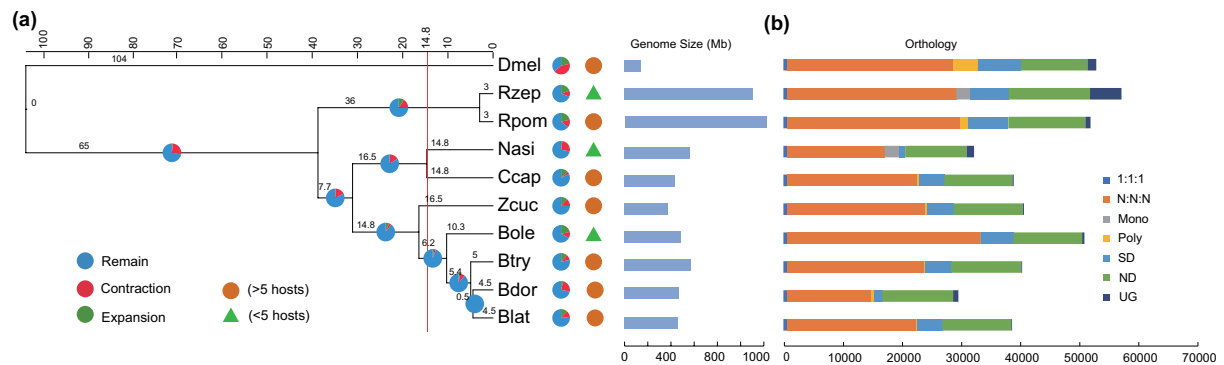 (a)
100 90 80 70 60 50 40 30 20 14.8 10 0
Genome Size (Mb)
(b)
Orthology
104 Dmel
0
3 Rzep
36
3 Rpom
65
14.8 Nasi
16.5
14.8 Ccap
7.7
16.5 Zcuc
14.8
10.3 Bole
6.2
5 Btry
5.4
4.5 Bdor
0.5
4.5 Blat
Remain
Contraction
Expansion
(>5 hosts)
(<5 hosts)
1:1:1
N:N:N
Mono
Poly
SD
ND
UG
0 400 800 1200
0 10000 20000 30000 40000 50000 60000 70000